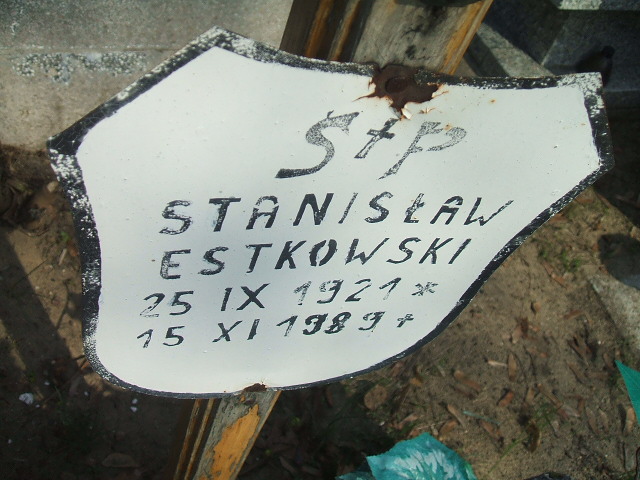 Ś†P
STANISŁAW
ESTKOWSKI
25 IX 1921 *
15 XI 1989 +